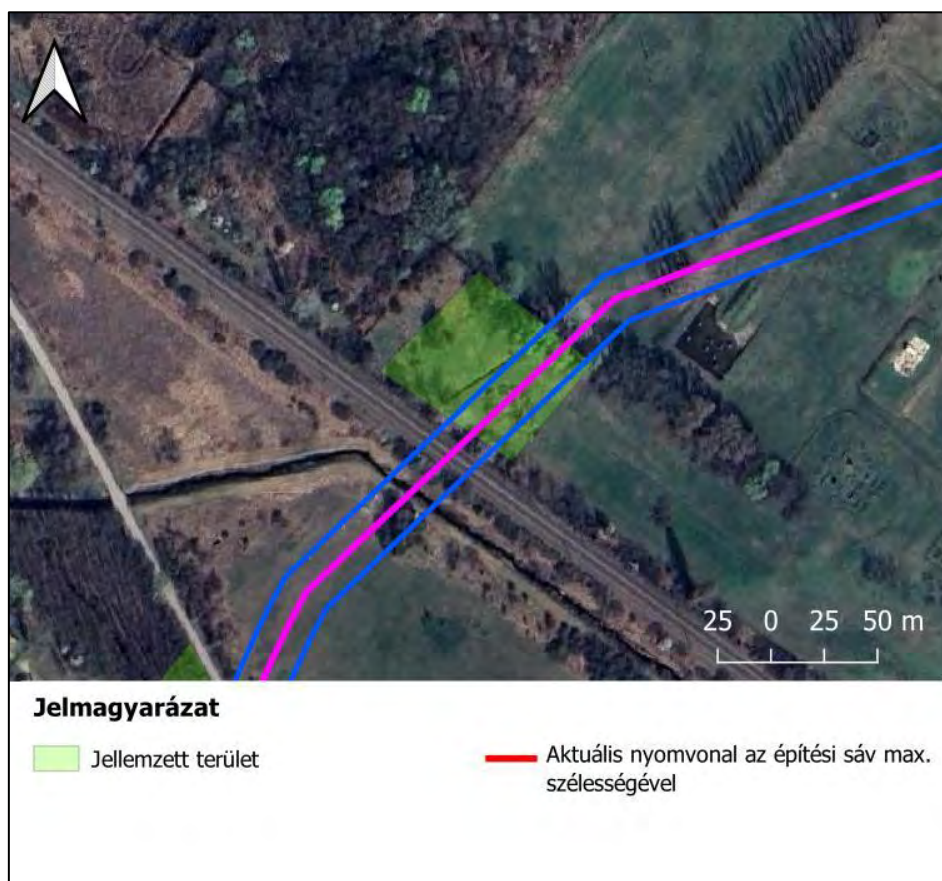 25 0 25 50 m
Jelmagyarázat
Jellemzett terület
Aktuális nyomvonal az építési sáv max.
szélességével